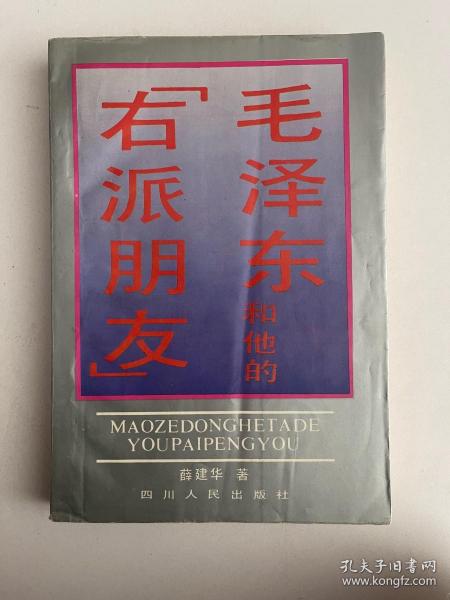 毛泽东和他的
「右派朋友」
MAOZEDONGHETADE
YOUPAIPENGYOU
薛建华 著
四川人民出版社
孔夫子旧书网
www.kongfz.com